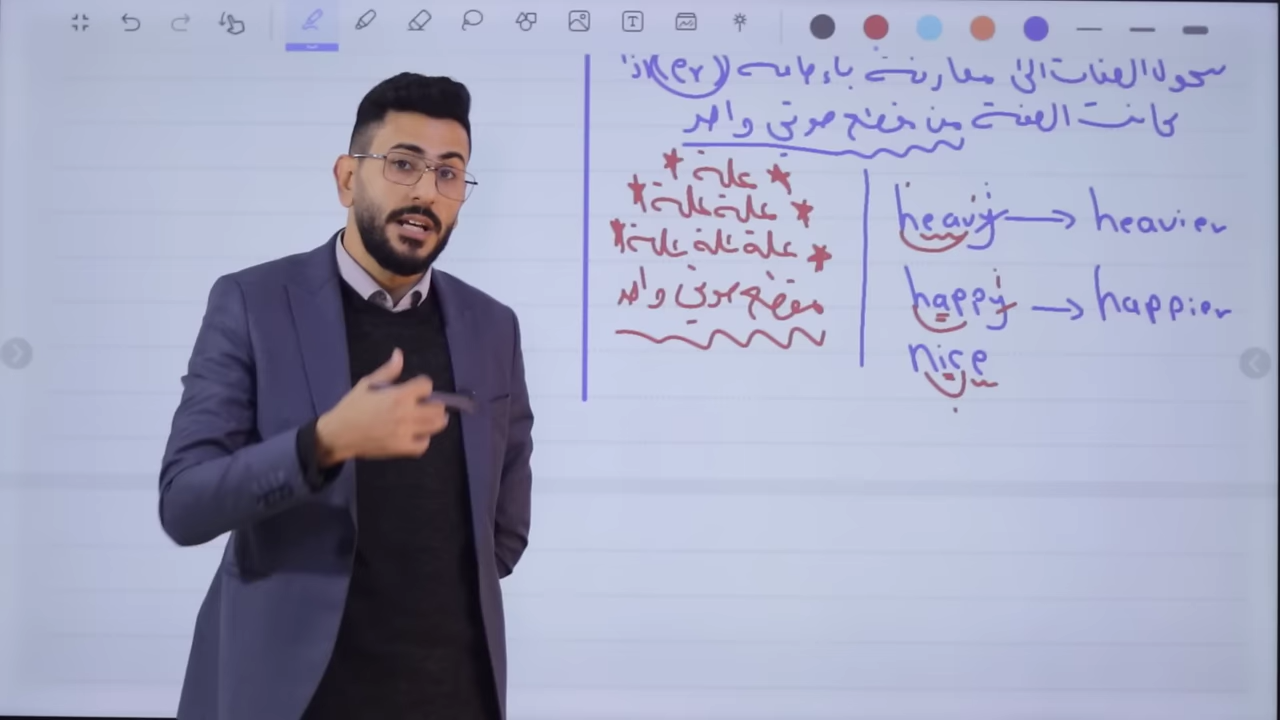 نحول الصفات الى مقارنة باضافة (er) اذا
كانت الصفة من مقطع صوتي واحد
* علة *
* علة علة *
* علة علة علة *
مقطع صوتي واحد
heavy → heavier
i
happy → happier
i
nice
T